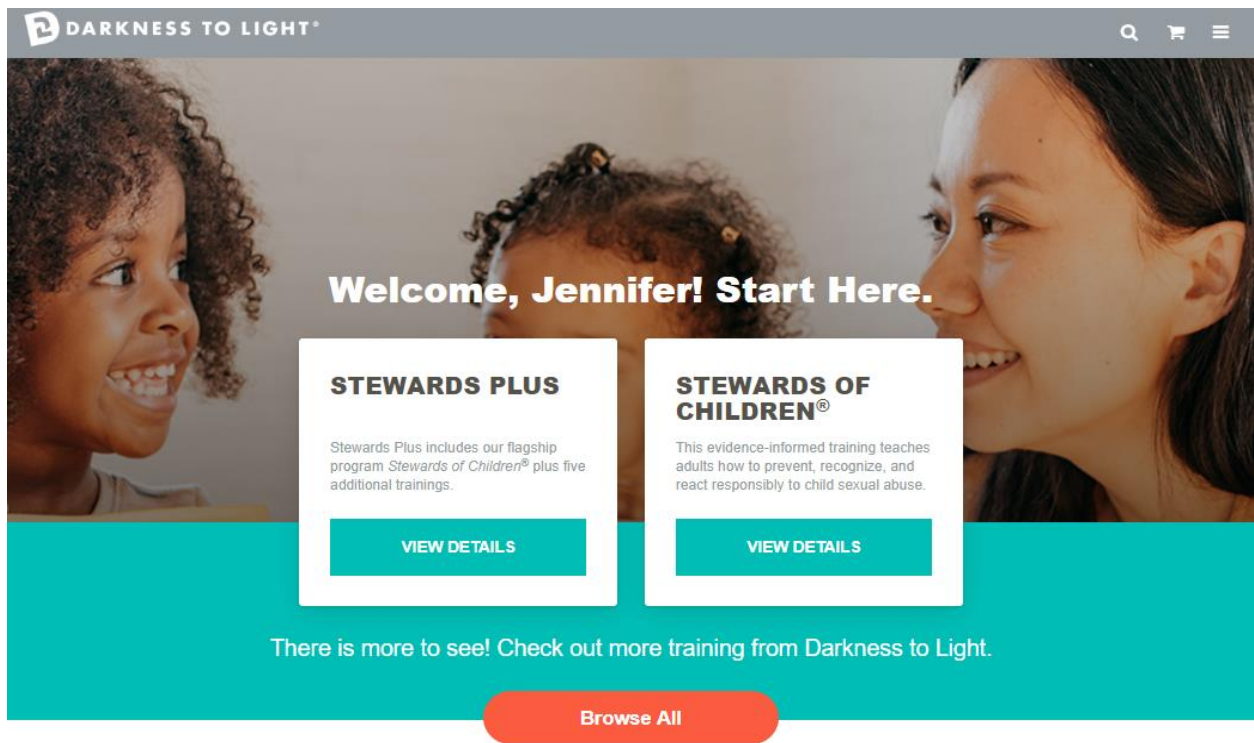 DARKNESS TO LIGHT®
Welcome, Jennifer! Start Here.
STEWARDS PLUS
Stewards Plus includes our flagship
program Stewards of Children® plus five
additional trainings.
VIEW DETAILS
STEWARDS OF
CHILDREN®
This evidence-informed training teaches
adults how to prevent, recognize, and
react responsibly to child sexual abuse.
VIEW DETAILS
There is more to see! Check out more training from Darkness to Light.
Browse All